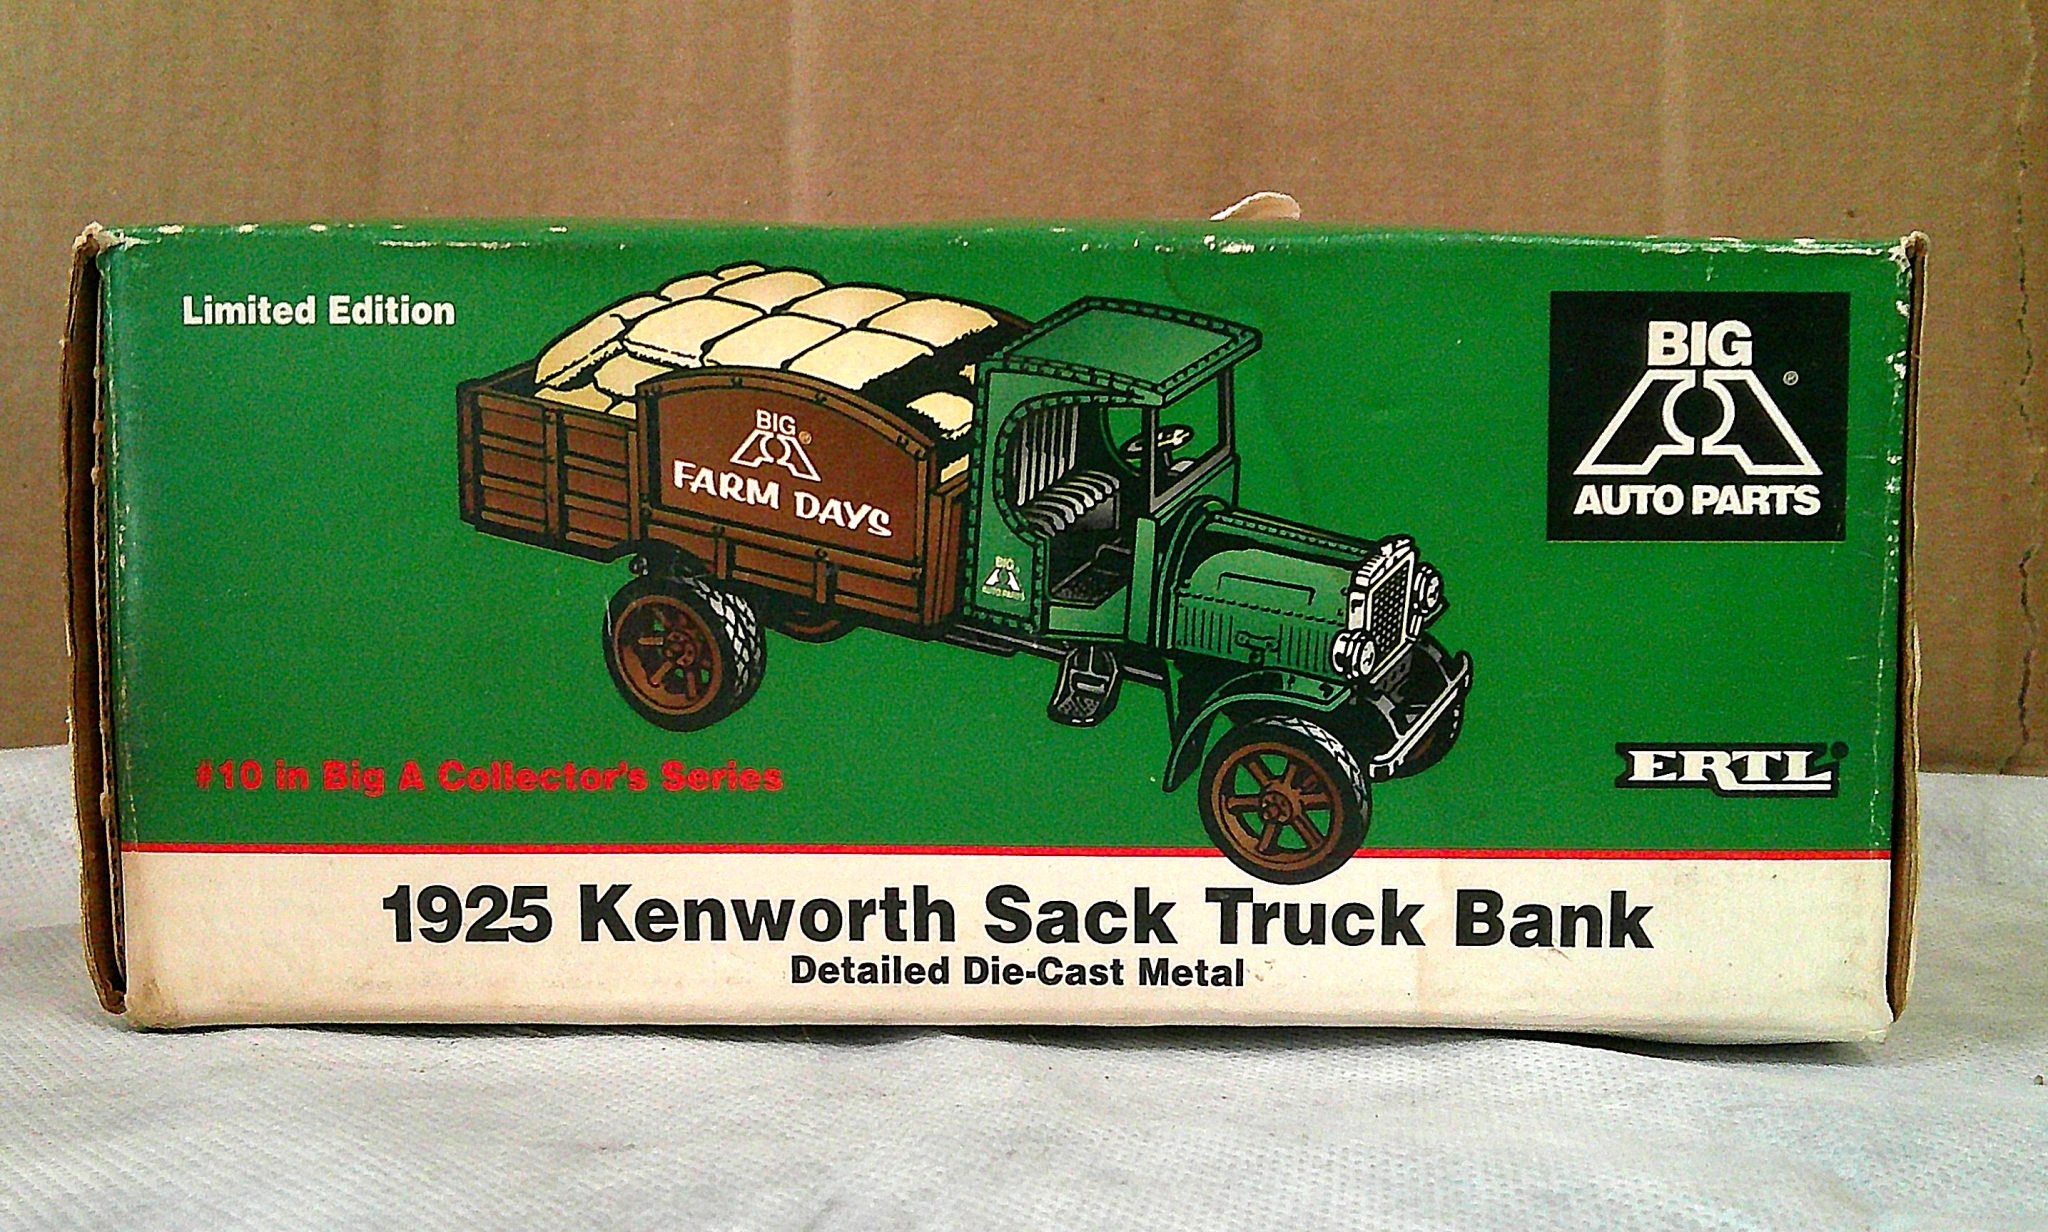 Limited Edition
BIG
A®
AUTO PARTS
BIG
A®
FARM DAYS
BIG
A
AUTO PARTS
#10 in Big A Collector's Series
ERTL®
1925 Kenworth Sack Truck Bank
Detailed Die-Cast Metal